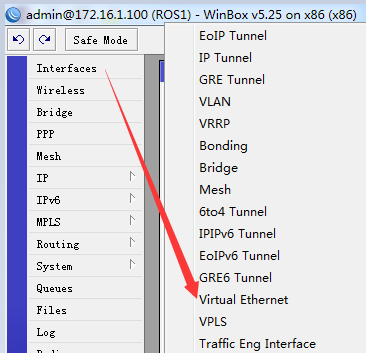 admin@172.16.1.100 (ROS1) - WinBox v5.25 on x86 (x86)
Safe Mode
Interfaces
Wireless
Bridge
PPP
Mesh
IP
IPv6
MPLS
Routing
System
Queues
Files
Log
EoIP Tunnel
IP Tunnel
GRE Tunnel
VLAN
VRRP
Bonding
Bridge
Mesh
6to4 Tunnel
IPIPv6 Tunnel
EoIPv6 Tunnel
GRE6 Tunnel
Virtual Ethernet
VPLS
Traffic Eng Interface